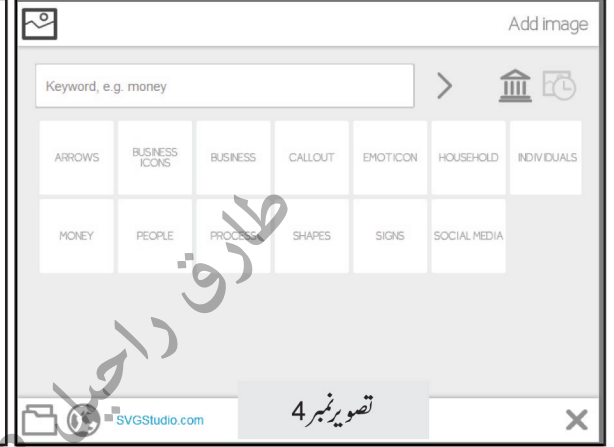 Add image
Keyword, e.g. money
ARROWS
BUSINESS ICONS
BUSINESS
CALLOUT
EMOTICON
HOUSEHOLD
INDIVIDUALS
MONEY
PEOPLE
PROCESS
SHAPES
SIGNS
SOCIAL MEDIA
طارق راحیل
SVGStudio.com
تصویر نمبر 4